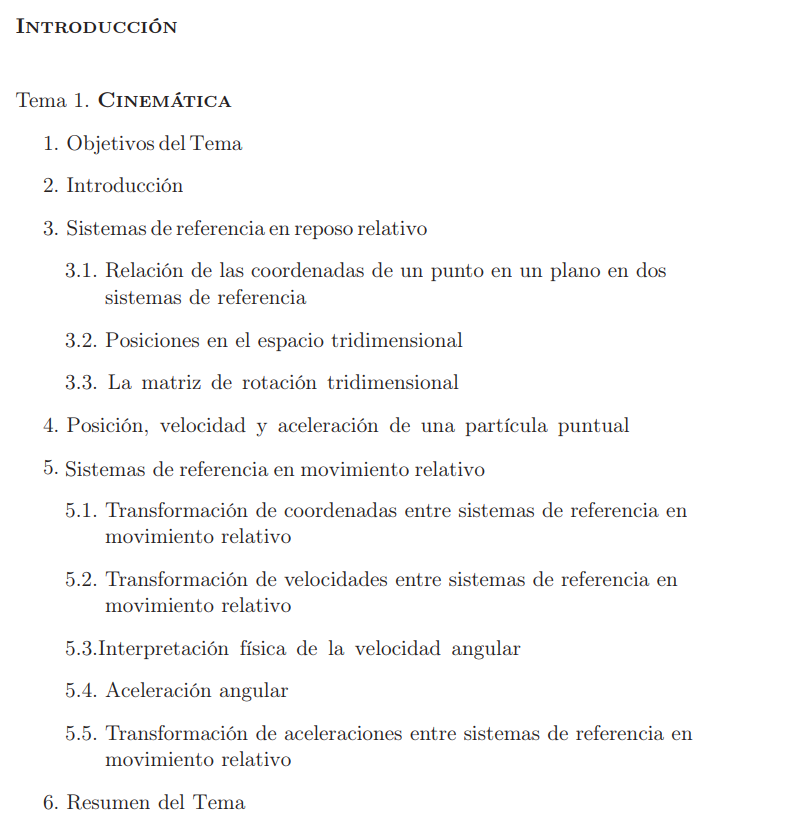 Introducción
Tema 1. Cinemática
1. Objetivos del Tema
2. Introducción
3. Sistemas de referencia en reposo relativo
3.1. Relación de las coordenadas de un punto en un plano en dos
sistemas de referencia
3.2. Posiciones en el espacio tridimensional
3.3. La matriz de rotación tridimensional
4. Posición, velocidad y aceleración de una partícula puntual
5. Sistemas de referencia en movimiento relativo
5.1. Transformación de coordenadas entre sistemas de referencia en
movimiento relativo
5.2. Transformación de velocidades entre sistemas de referencia en
movimiento relativo
5.3.Interpretación física de la velocidad angular
5.4. Aceleración angular
5.5. Transformación de aceleraciones entre sistemas de referencia en
movimiento relativo
6. Resumen del Tema